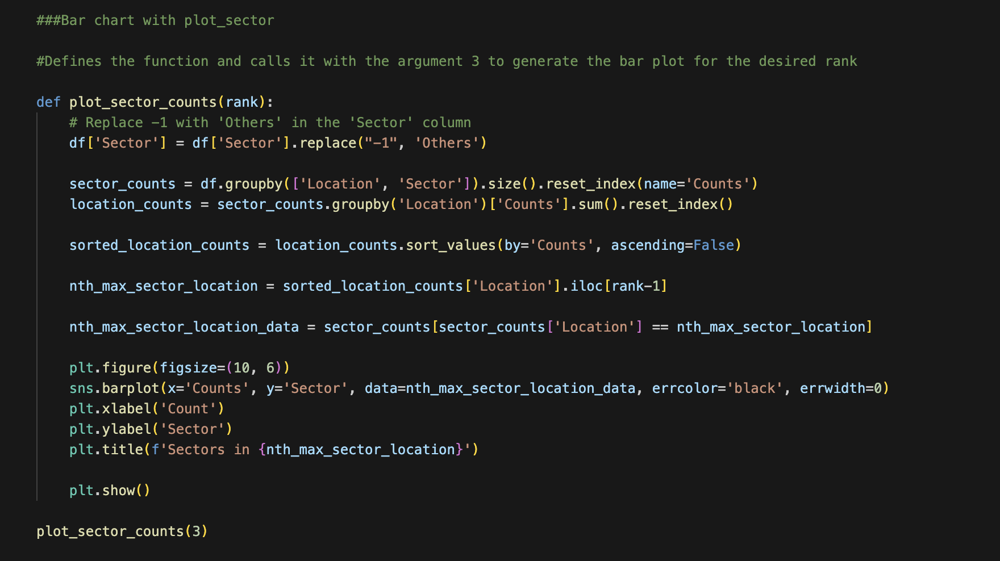 ###Bar chart with plot_sector
#Defines the function and calls it with the argument 3 to generate the bar plot for the desired rank
def plot_sector_counts(rank):
    # Replace -1 with 'Others' in the 'Sector' column
    df['Sector'] = df['Sector'].replace("-1", 'Others')
    sector_counts = df.groupby(['Location', 'Sector']).size().reset_index(name='Counts')
    location_counts = sector_counts.groupby('Location')['Counts'].sum().reset_index()
    sorted_location_counts = location_counts.sort_values(by='Counts', ascending=False)
    nth_max_sector_location = sorted_location_counts['Location'].iloc[rank-1]
    nth_max_sector_location_data = sector_counts[sector_counts['Location'] == nth_max_sector_location]
    plt.figure(figsize=(10, 6))
    sns.barplot(x='Counts', y='Sector', data=nth_max_sector_location_data, errcolor='black', errwidth=0)
    plt.xlabel('Count')
    plt.ylabel('Sector')
    plt.title(f'Sectors in {nth_max_sector_location}')
    plt.show()
plot_sector_counts(3)